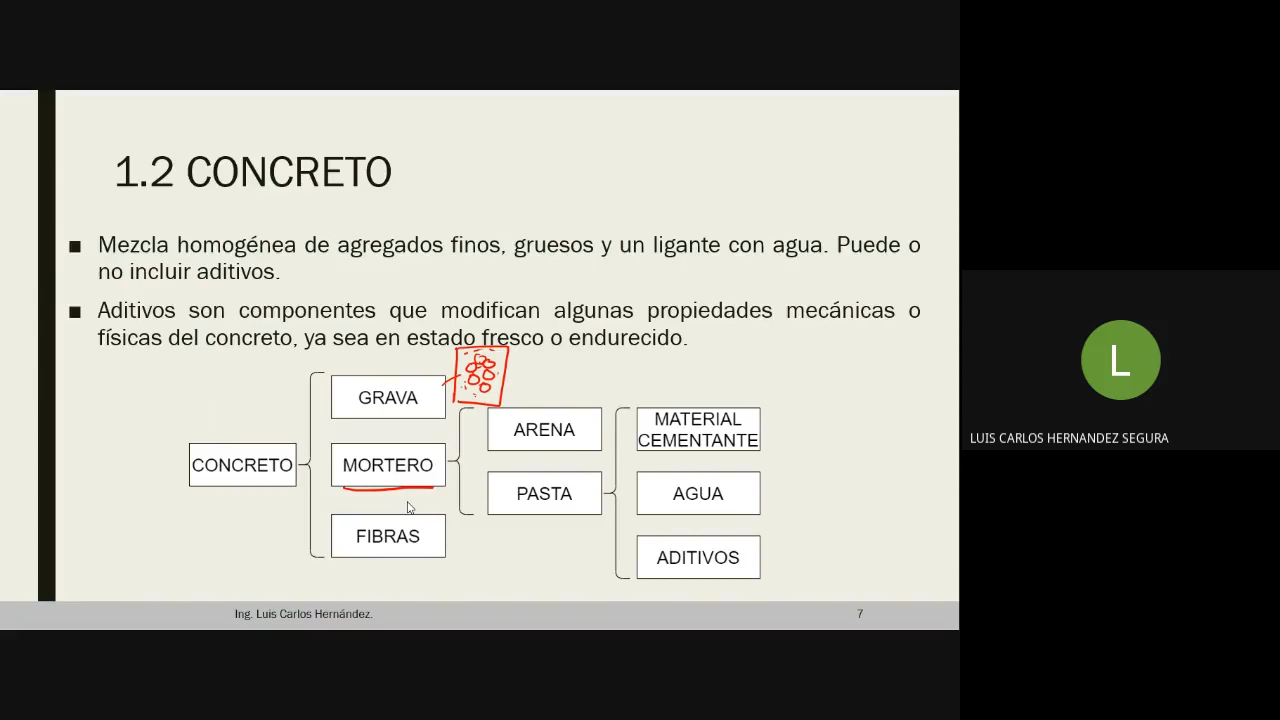 1.2 CONCRETO
▪ Mezcla homogénea de agregados finos, gruesos y un ligante con agua. Puede o
no incluir aditivos.
▪ Aditivos son componentes que modifican algunas propiedades mecánicas o
físicas del concreto, ya sea en estado fresco o endurecido.
CONCRETO
GRAVA
MORTERO
FIBRAS
ARENA
PASTA
MATERIAL
CEMENTANTE
AGUA
ADITIVOS
Ing. Luis Carlos Hernández.
7
L
LUIS CARLOS HERNANDEZ SEGURA